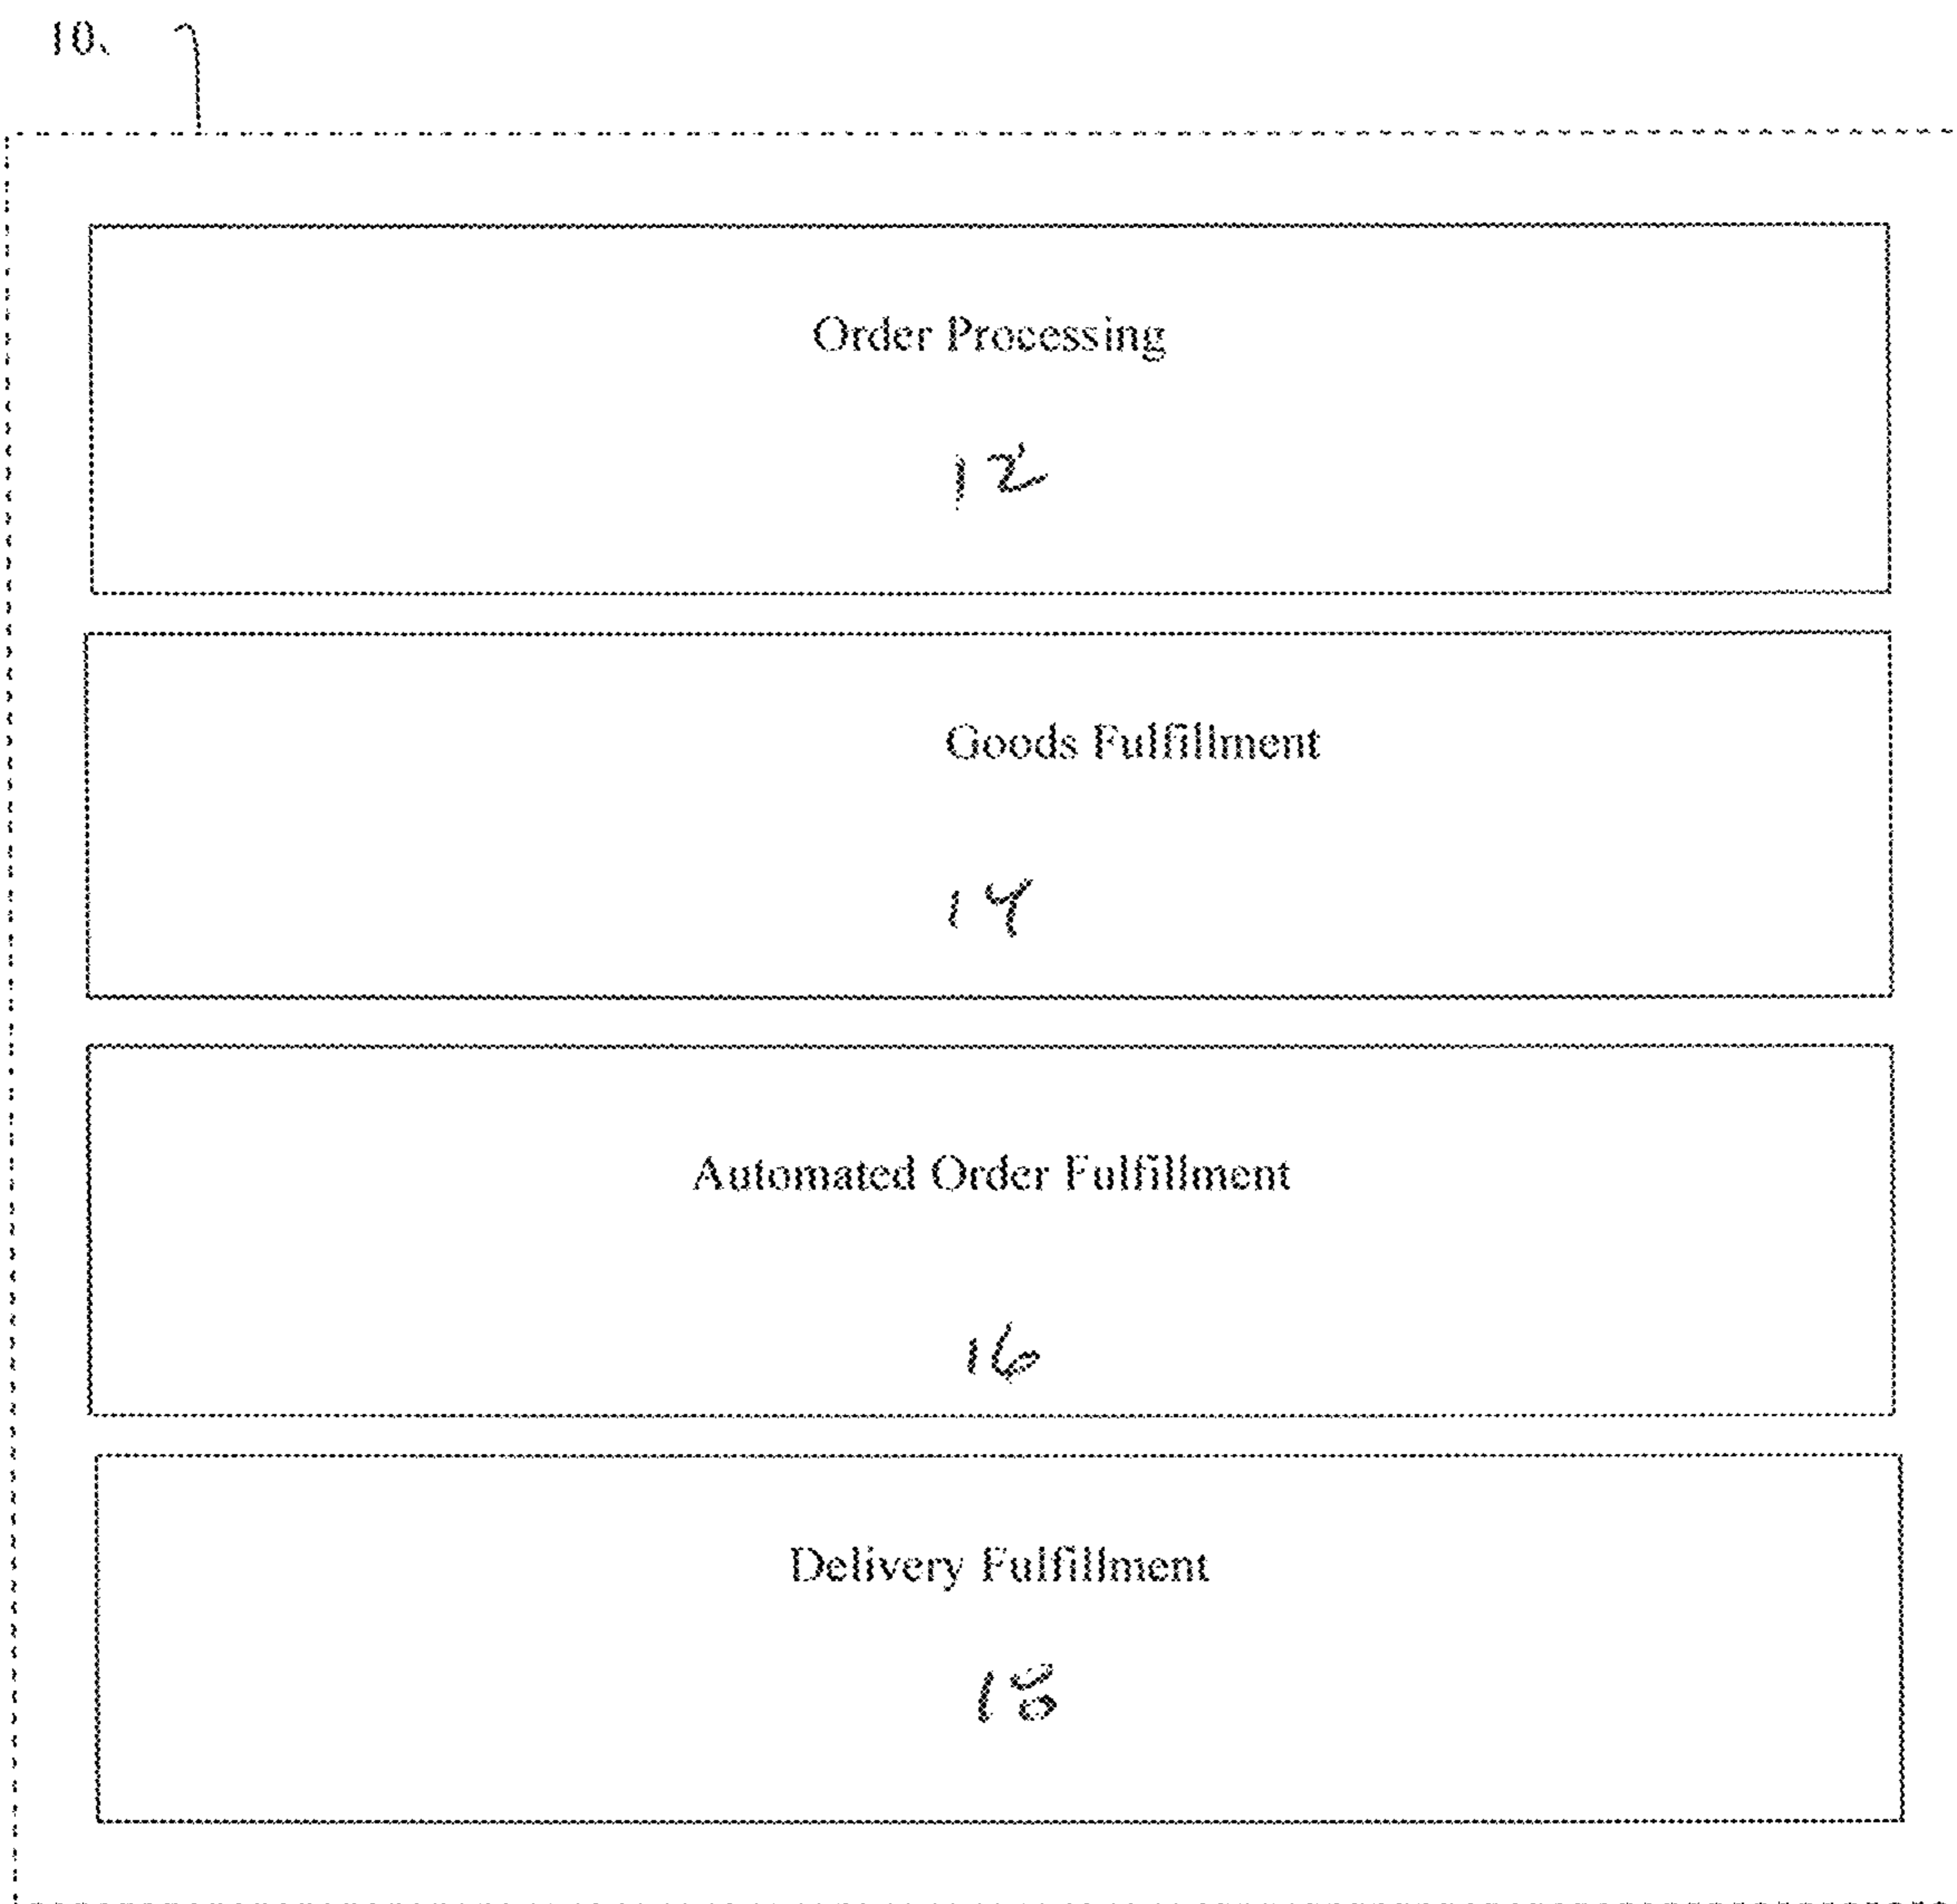 10.
Order Processing
12
Goods Fulfillment
14
Automated Order Fulfillment
16
Delivery Fulfillment
18